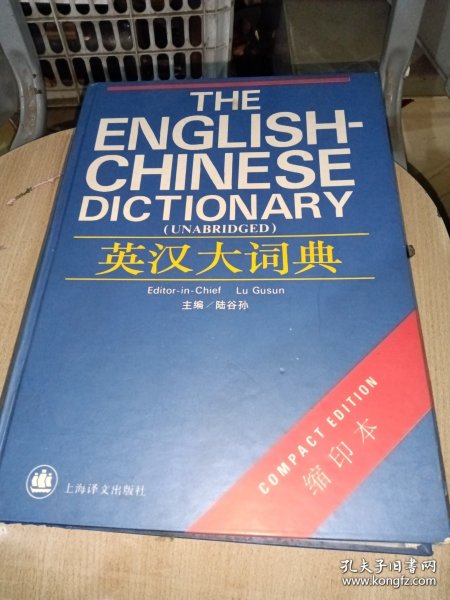 THE
ENGLISH-
CHINESE
DICTIONARY
(UNABRIDGED)
英汉大词典
Editor-in-Chief Lu Gusun
主编/陆谷孙
COMPACT EDITION
缩印本
上海译文出版社
孔夫子旧书网
www.kongfz.com